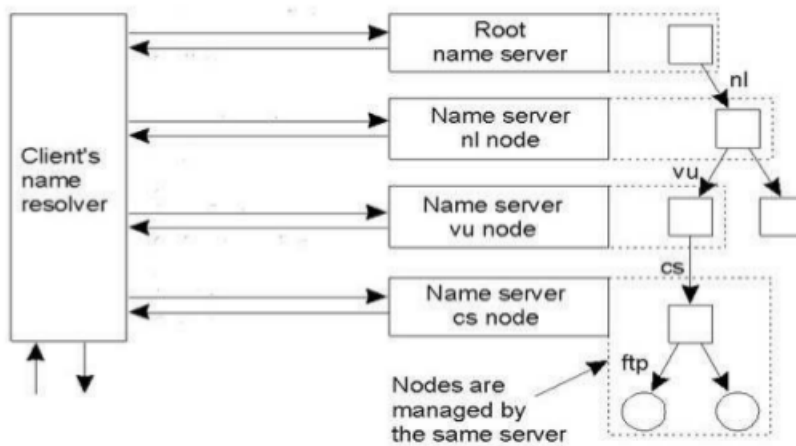 Root
name server
nl
Name server
nl node
Client's
name
resolver
vu
Name server
vu node
cs
Name server
cs node
ftp
Nodes are
managed by
the same server